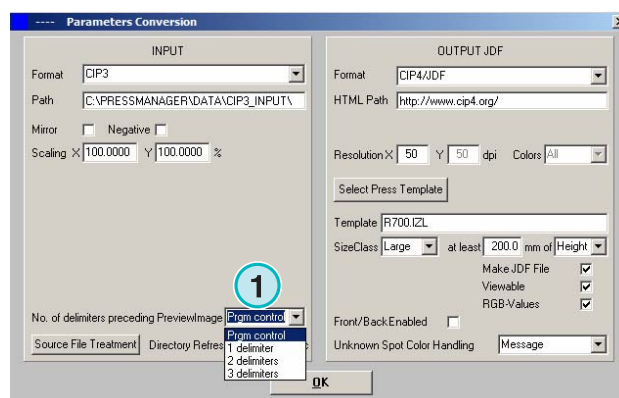 ---- Parameters Conversion
INPUT
Format CIP3
Path C:\PRESSMANAGER\DATA\CIP3_INPUT\
Mirror Negative
Scaling X 100.0000 Y 100.0000 %
No. of delimiters preceding PreviewImage Prgm control
Prgm control
1 delimiter
2 delimiters
3 delimiters
1
Source File Treatment Directory Refres
OUTPUT JDF
Format CIP4/JDF
HTML Path http://www.cip4.org/
Resolution X 50 Y 50 dpi Colors All
Select Press Template
Template R700.IZL
SizeClass Large at least 200.0 mm of Height
Make JDF File
Viewable
RGB-Values
Front/Back Enabled
Unknown Spot Color Handling Message
OK